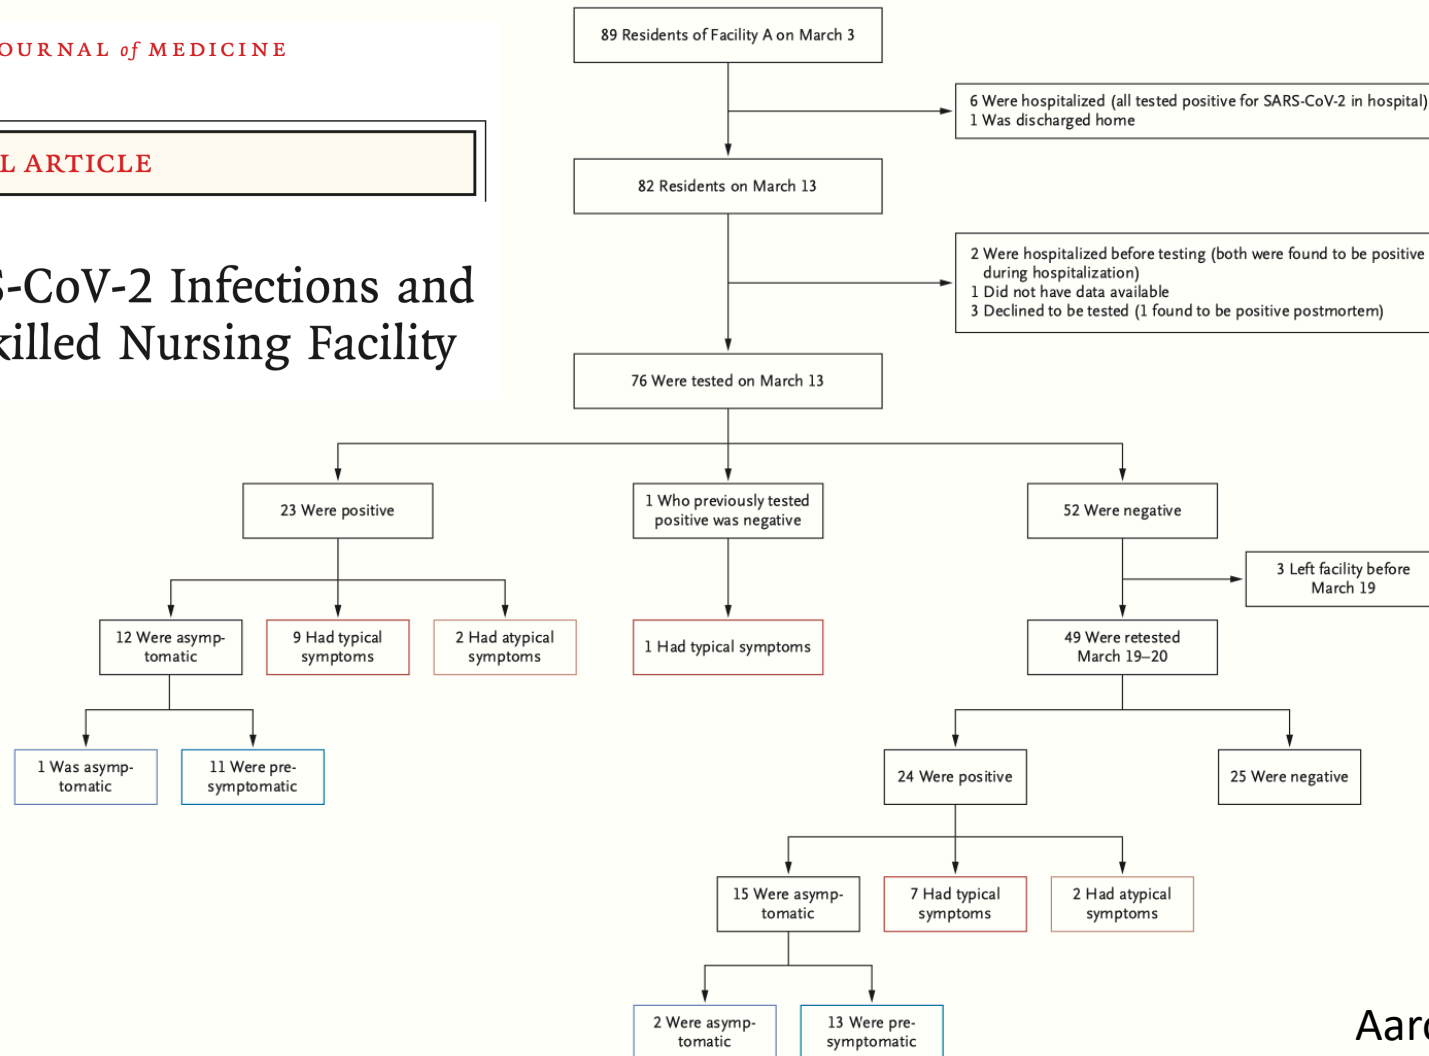 OURNAL of MEDICINE
L ARTICLE
S-CoV-2 Infections and
killed Nursing Facility
89 Residents of Facility A on March 3
6 Were hospitalized (all tested positive for SARS-CoV-2 in hospital)
1 Was discharged home
82 Residents on March 13
2 Were hospitalized before testing (both were found to be positive
during hospitalization)
1 Did not have data available
3 Declined to be tested (1 found to be positive postmortem)
76 Were tested on March 13
23 Were positive
1 Who previously tested
positive was negative
52 Were negative
3 Left facility before
March 19
12 Were asymp-
tomatic
9 Had typical
symptoms
2 Had atypical
symptoms
1 Had typical symptoms
49 Were retested
March 19–20
1 Was asymp-
tomatic
11 Were pre-
symptomatic
24 Were positive
25 Were negative
15 Were asymp-
tomatic
7 Had typical
symptoms
2 Had atypical
symptoms
2 Were asymp-
tomatic
13 Were pre-
symptomatic